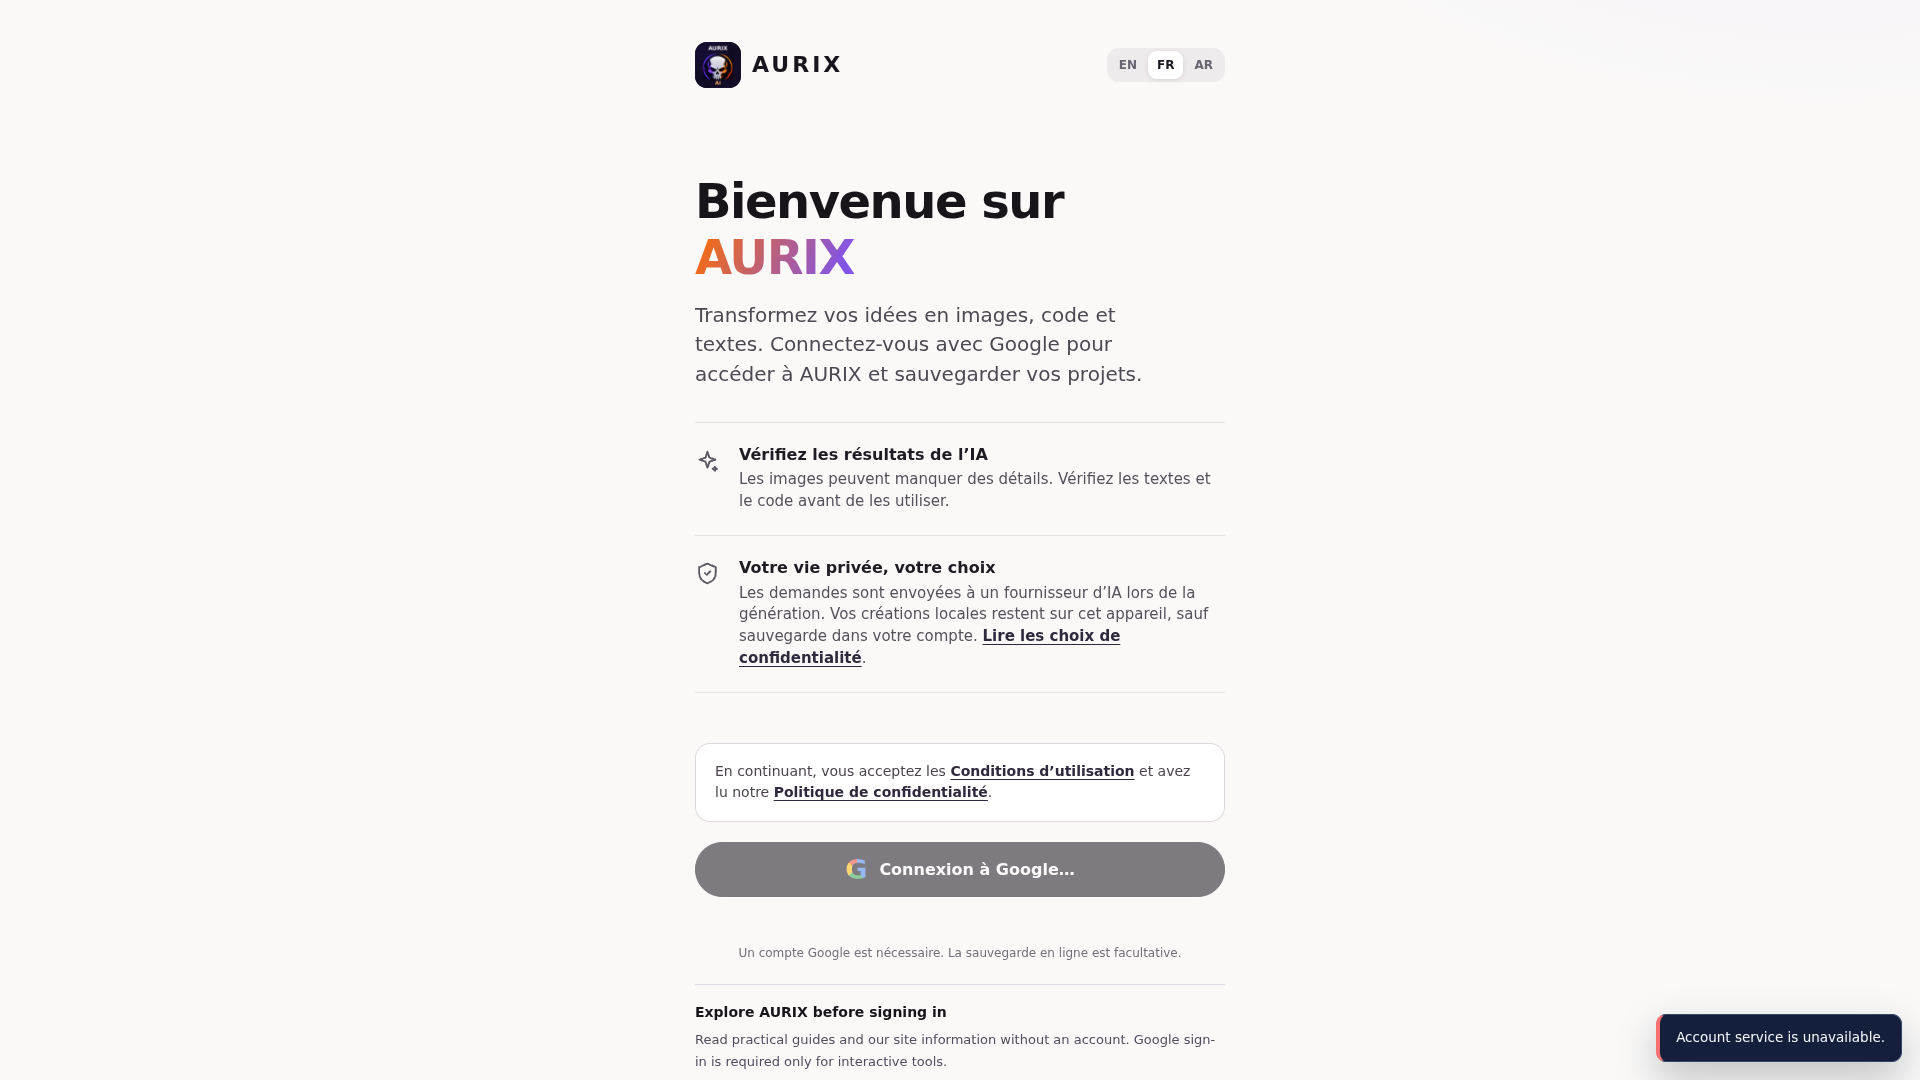 AURIX
AI
AURIX
EN FR AR
Bienvenue sur
AURIX
Transformez vos idées en images, code et
textes. Connectez-vous avec Google pour
accéder à AURIX et sauvegarder vos projets.
Vérifiez les résultats de l’IA
Les images peuvent manquer des détails. Vérifiez les textes et
le code avant de les utiliser.
Votre vie privée, votre choix
Les demandes sont envoyées à un fournisseur d’IA lors de la
génération. Vos créations locales restent sur cet appareil, sauf
sauvegarde dans votre compte. Lire les choix de
confidentialité.
En continuant, vous acceptez les Conditions d’utilisation et avez
lu notre Politique de confidentialité.
G Connexion à Google…
Un compte Google est nécessaire. La sauvegarde en ligne est facultative.
Explore AURIX before signing in
Read practical guides and our site information without an account. Google sign-
in is required only for interactive tools.
Account service is unavailable.